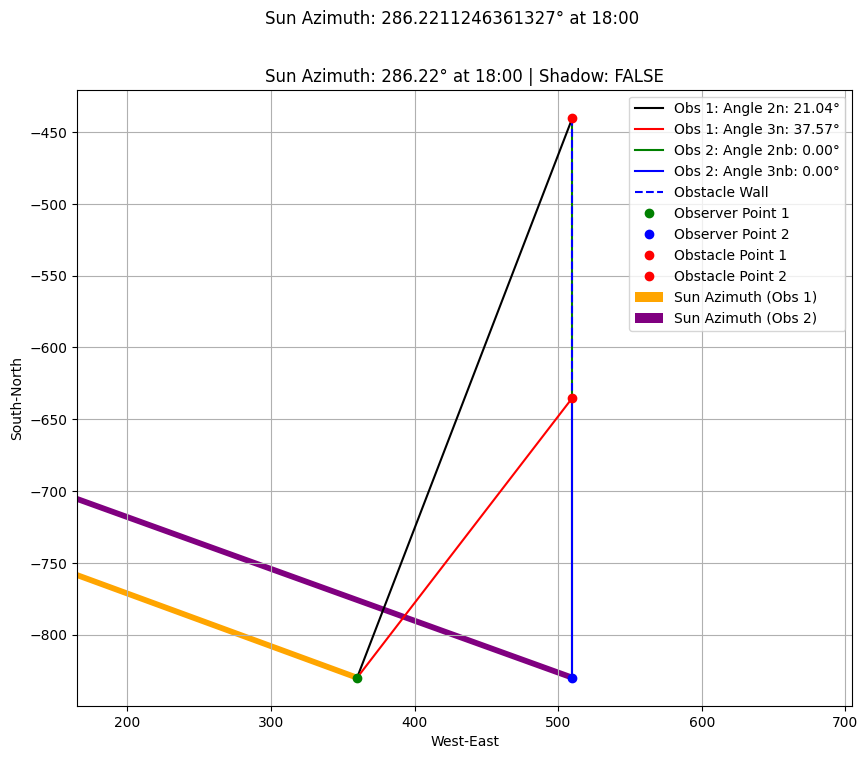 Sun Azimuth: 286.2211246361327° at 18:00
Sun Azimuth: 286.22° at 18:00 | Shadow: FALSE
Obs 1: Angle 2n: 21.04°
Obs 1: Angle 3n: 37.57°
Obs 2: Angle 2nb: 0.00°
Obs 2: Angle 3nb: 0.00°
Obstacle Wall
Observer Point 1
Observer Point 2
Obstacle Point 1
Obstacle Point 2
Sun Azimuth (Obs 1)
Sun Azimuth (Obs 2)
South-North
−450
−500
−550
−600
−650
−700
−750
−800
200 300 400 500 600 700
West-East